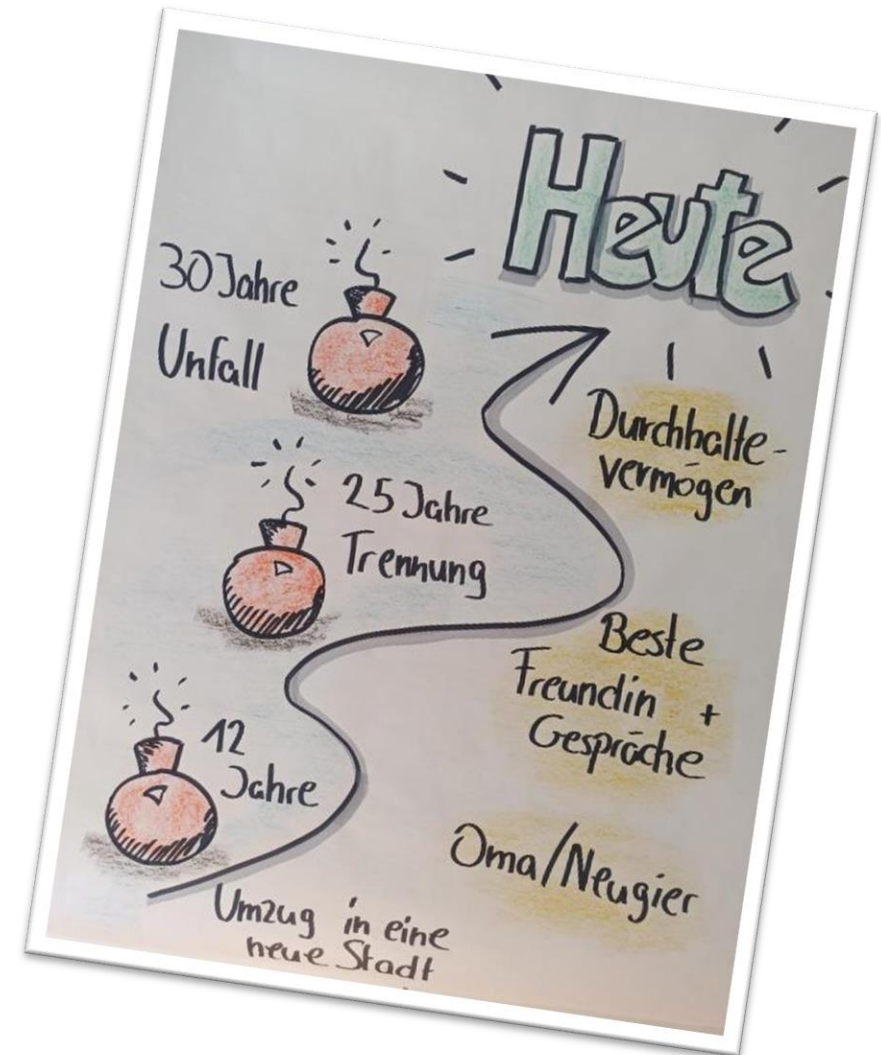 Heute
30 Jahre
Unfall
Durchhalte-
vermögen
25 Jahre
Trennung
Beste
Freundin +
Gespräche
12
Jahre
Oma/Neugier
Umzug in eine
neue Stadt